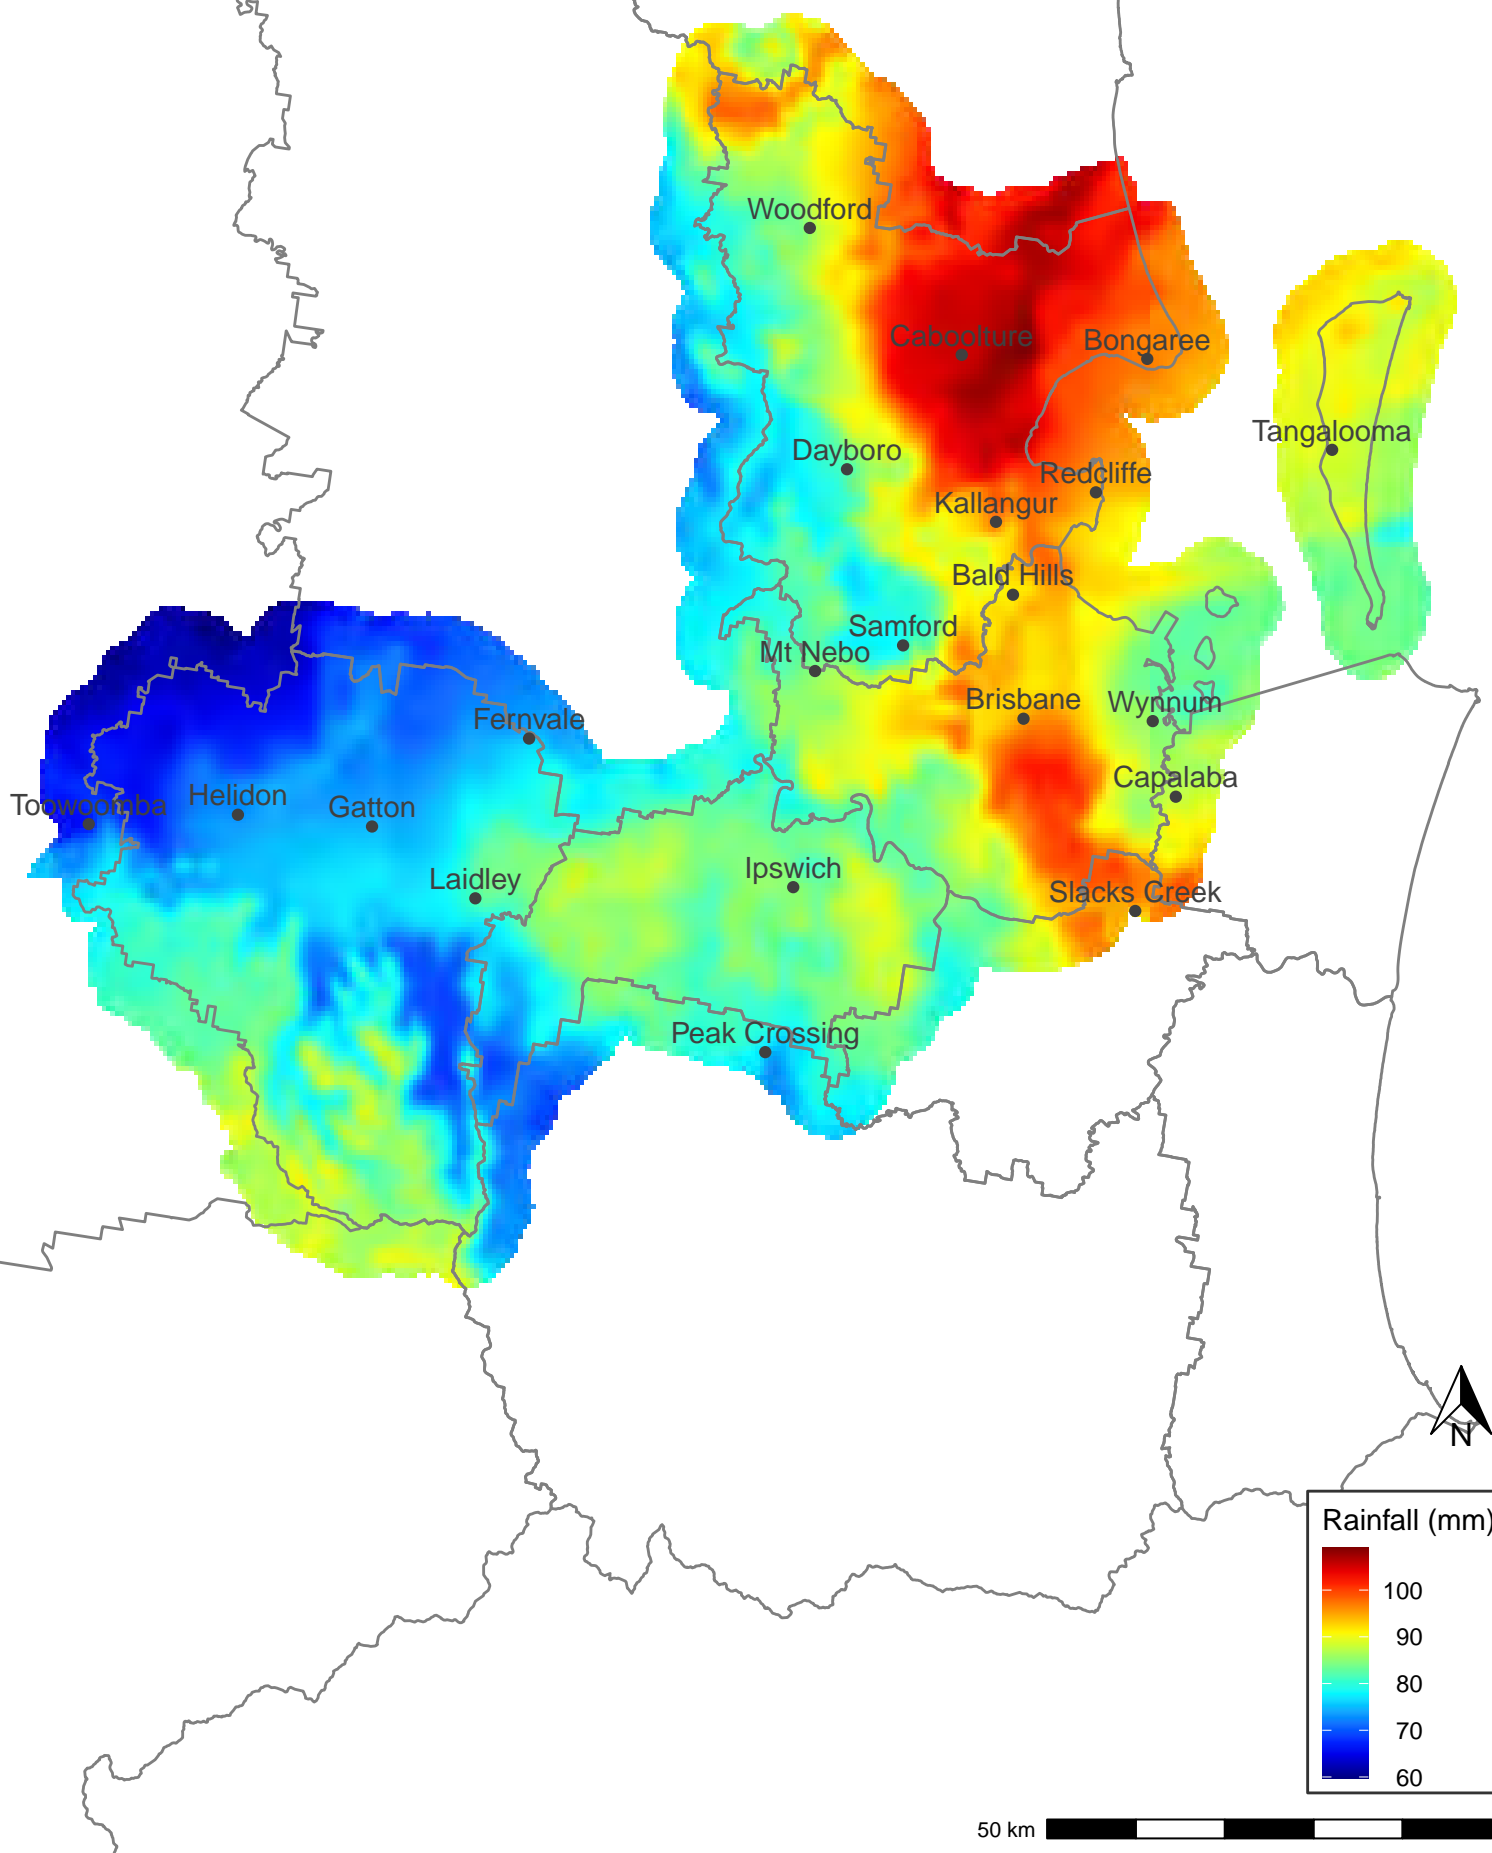 Woodford
Caboolture
Bongaree
Tangalooma
Dayboro
Redcliffe
Kallangur
Bald Hills
Samford
Mt Nebo
Brisbane
Wynnum
Fernvale
Capalaba
Toowoomba
Helidon
Gatton
Ipswich
Laidley
Slacks Creek
Peak Crossing
N
Rainfall (mm)
100
90
80
70
60
50 km